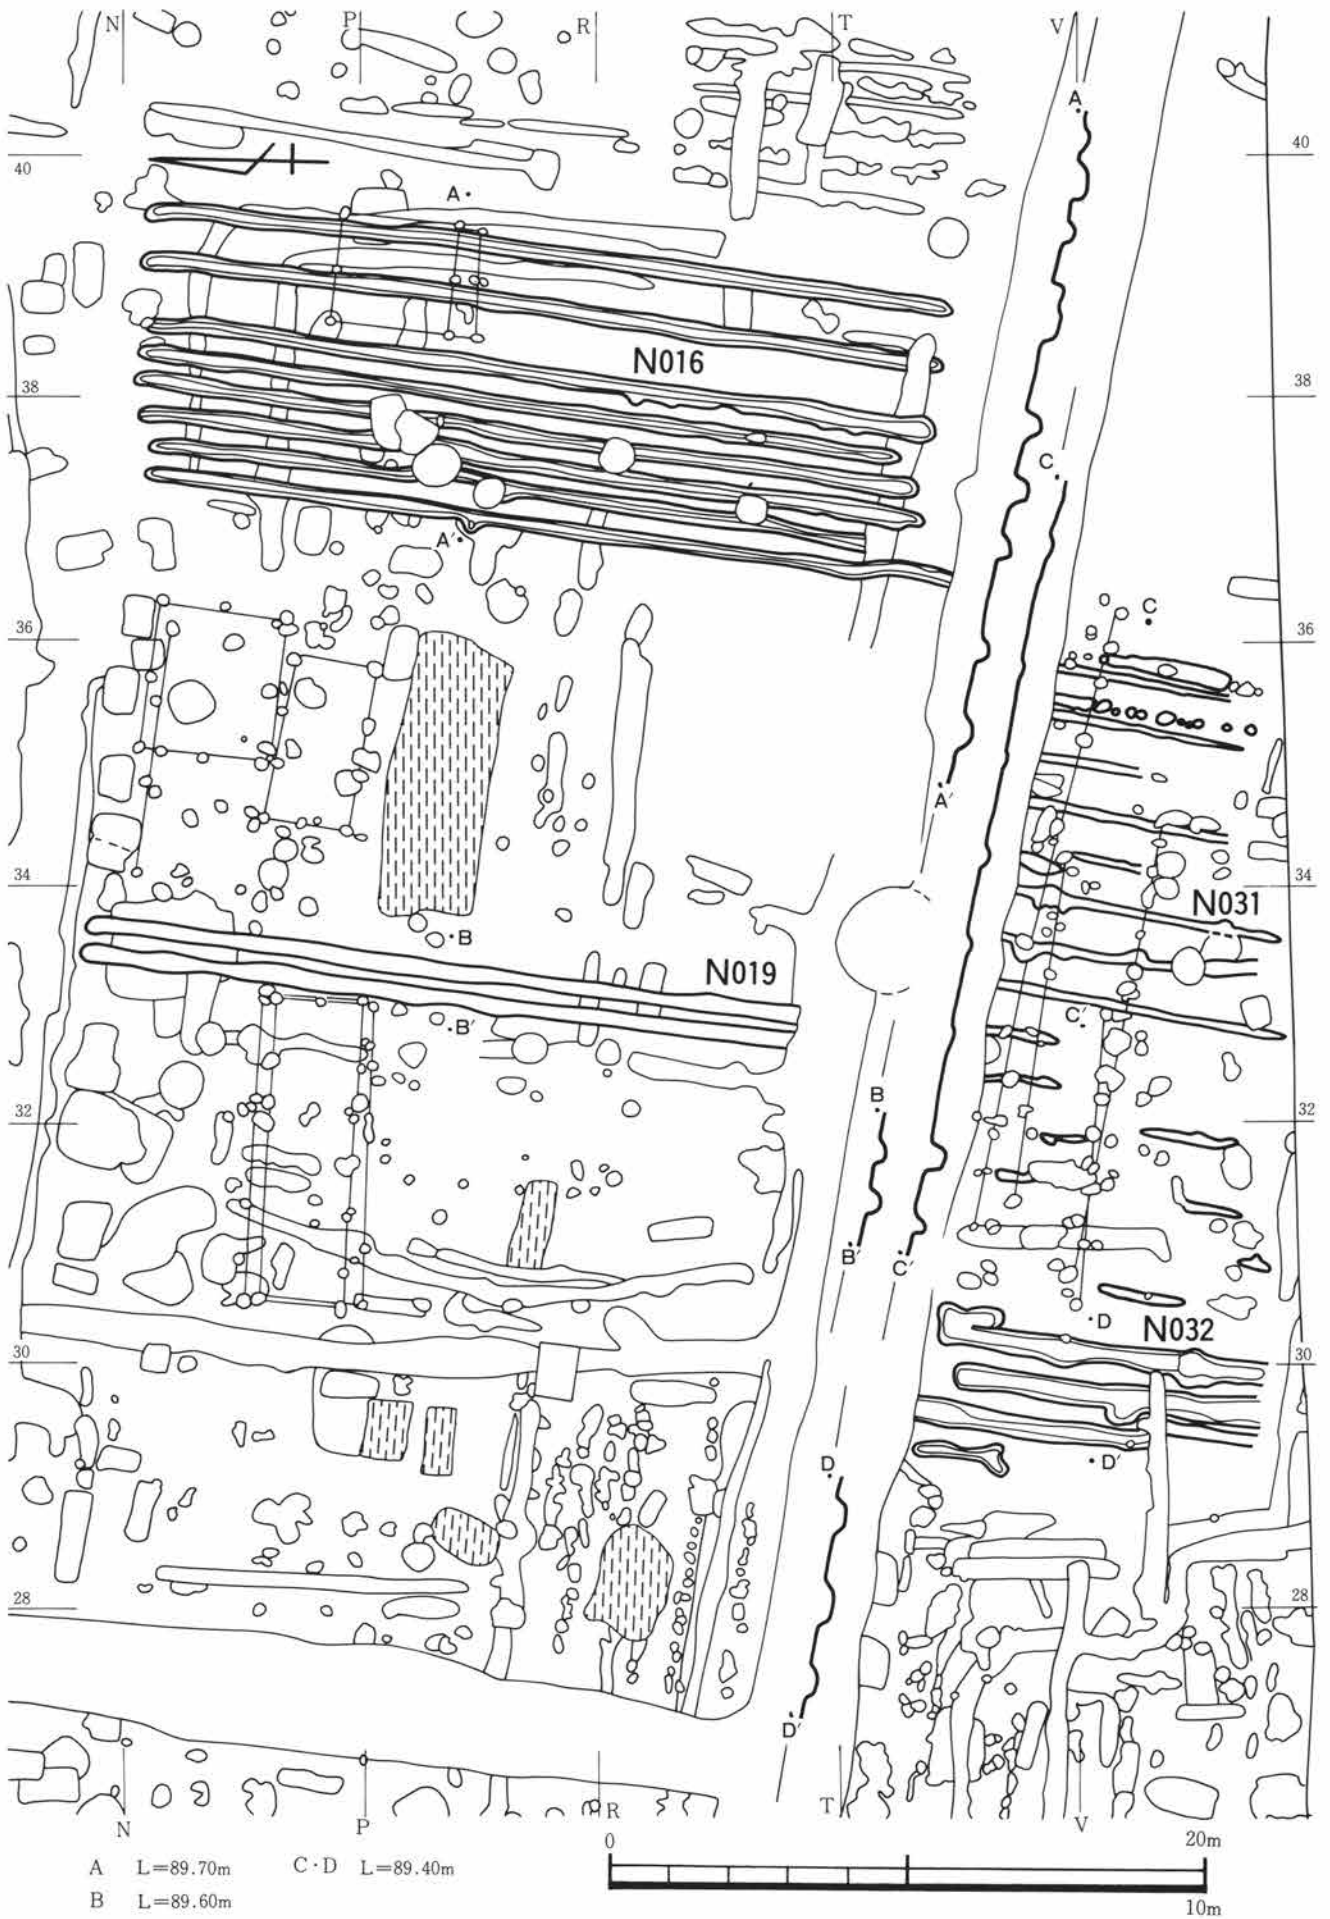 N P R T V
A
40 40
A
N016
38 38
C
A'
C
36 36
A'
34 34
N031
B
N019
B' C'
B
32 32
B' C'
D
N032
30 30
D D'
28 28
D'
N P R T V
0 20m
A L=89.70m C·D L=89.40m
B L=89.60m
10m